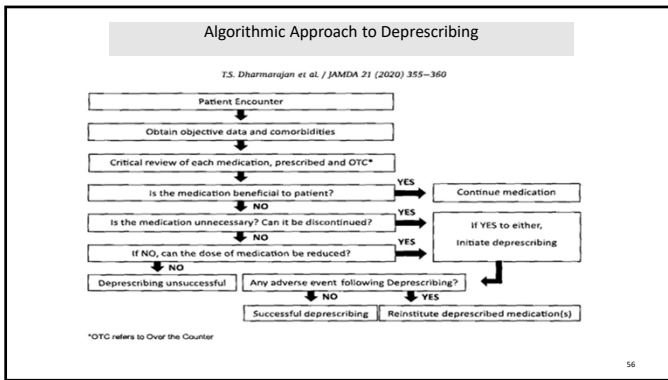 Algorithmic Approach to Deprescribing
T.S. Dharmarajan et al. / JAMDA 21 (2020) 355–360
Patient Encounter
Obtain objective data and comorbidities
Critical review of each medication, prescribed and OTC*
Is the medication beneficial to patient?
YES
Continue medication
NO
Is the medication unnecessary? Can it be discontinued?
YES
If YES to either,
Initiate deprescribing
NO
If NO, can the dose of medication be reduced?
YES
NO
Deprescribing unsuccessful
Any adverse event following Deprescribing?
NO
YES
Successful deprescribing
Reinstitute deprescribed medication(s)
*OTC refers to Over the Counter
56